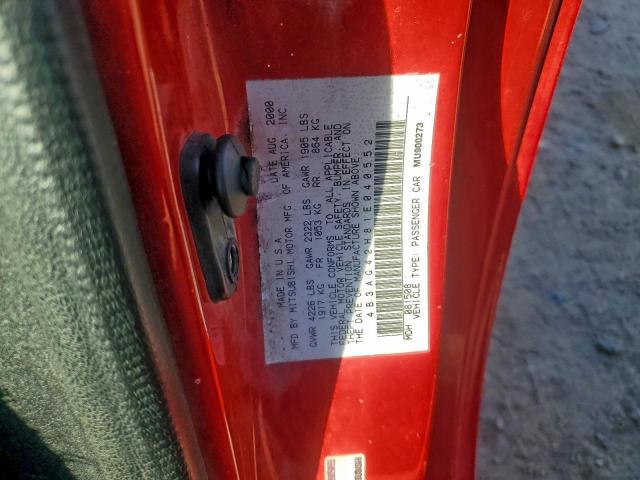 MADE IN U.S.A. DATE AUG 2000
MFD BY MITSUBISHI MOTOR MFG OF AMERICA, INC.
GVWR 4226 LBS GAWR 2322 LBS GAWR 1905 LBS
1917 KG FR 1053 KG RR. 864 KG
THIS VEHICLE CONFORMS TO ALL APPLICABLE
FEDERAL MOTOR VEHICLE SAFETY, BUMPER, AND
THEFT PREVENTION STANDARDS IN EFFECT ON
THE DATE OF MANUFACTURE SHOWN ABOVE.
4B3AG42H81E040552
MDH 081508 MU900273
VEHICLE TYPE: PASSENGER CAR